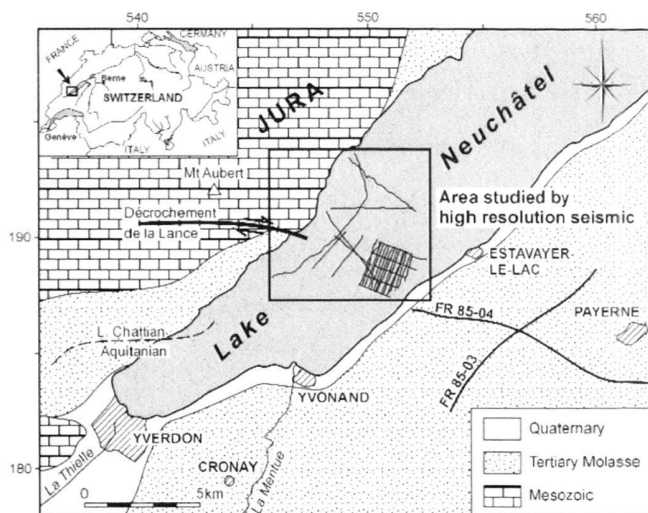 540
550
560
FRANCE
GERMANY
AUSTRIA
Berne
SWITZERLAND
Genève
ITALY
ITALY
JURA
Neuchâtel
Mt Aubert
Décrochement
de la Lance
Area studied by
high resolution seismic
190
ESTAVAYER-
LE-LAC
FR 85-04
PAYERNE
L. Chattian
Aquitanian
Lake
FR 85-03
YVONAND
YVERDON
La Thielle
CRONAY
La Mentue
180
0
5km
Quaternary
Tertiary Molasse
Mesozoic